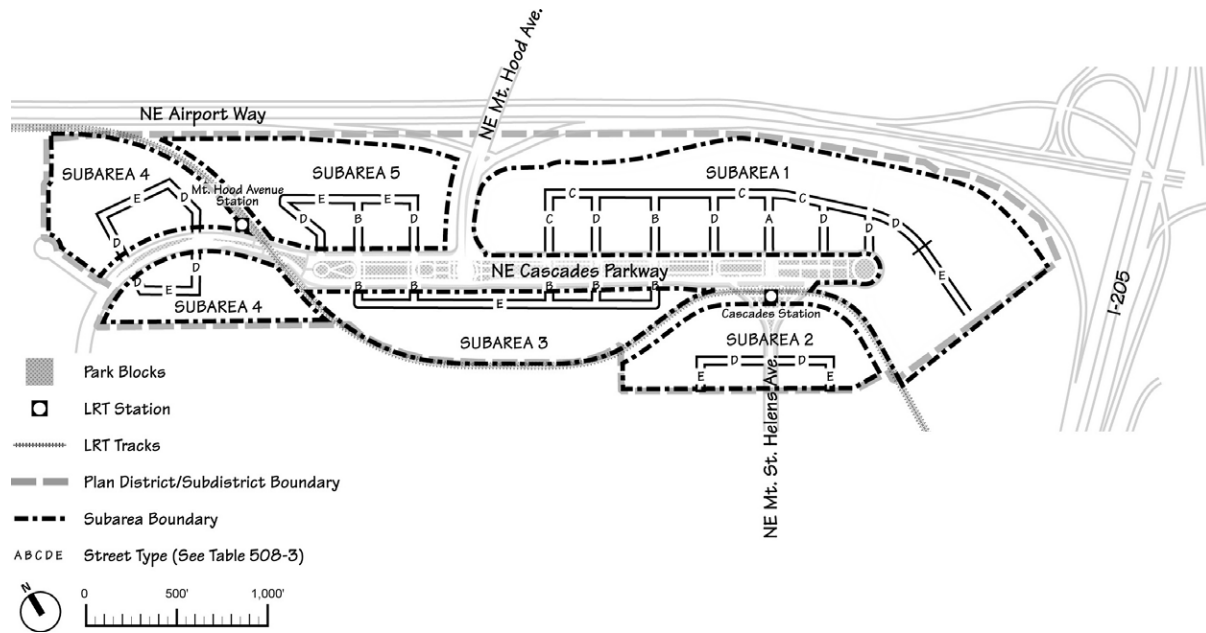 NE Mt. Hood Ave.
NE Airport Way
SUBAREA 4
SUBAREA 5
SUBAREA 1
Mt. Hood Avenue
Station
E
D
D
E
E
D
B
D
C
C
C
C
D
B
D
A
D
D
D
E
D
D
E
NE Cascades Parkway
B
B
B
B
B
E
SUBAREA 4
Cascades Station
SUBAREA 3
SUBAREA 2
D
D
E
E
NE Mt. St. Helens Ave.
I-205
Park Blocks
LRT Station
LRT Tracks
Plan District/Subdistrict Boundary
Subarea Boundary
A B C D E Street Type (See Table 508-3)
N
0 500' 1,000'